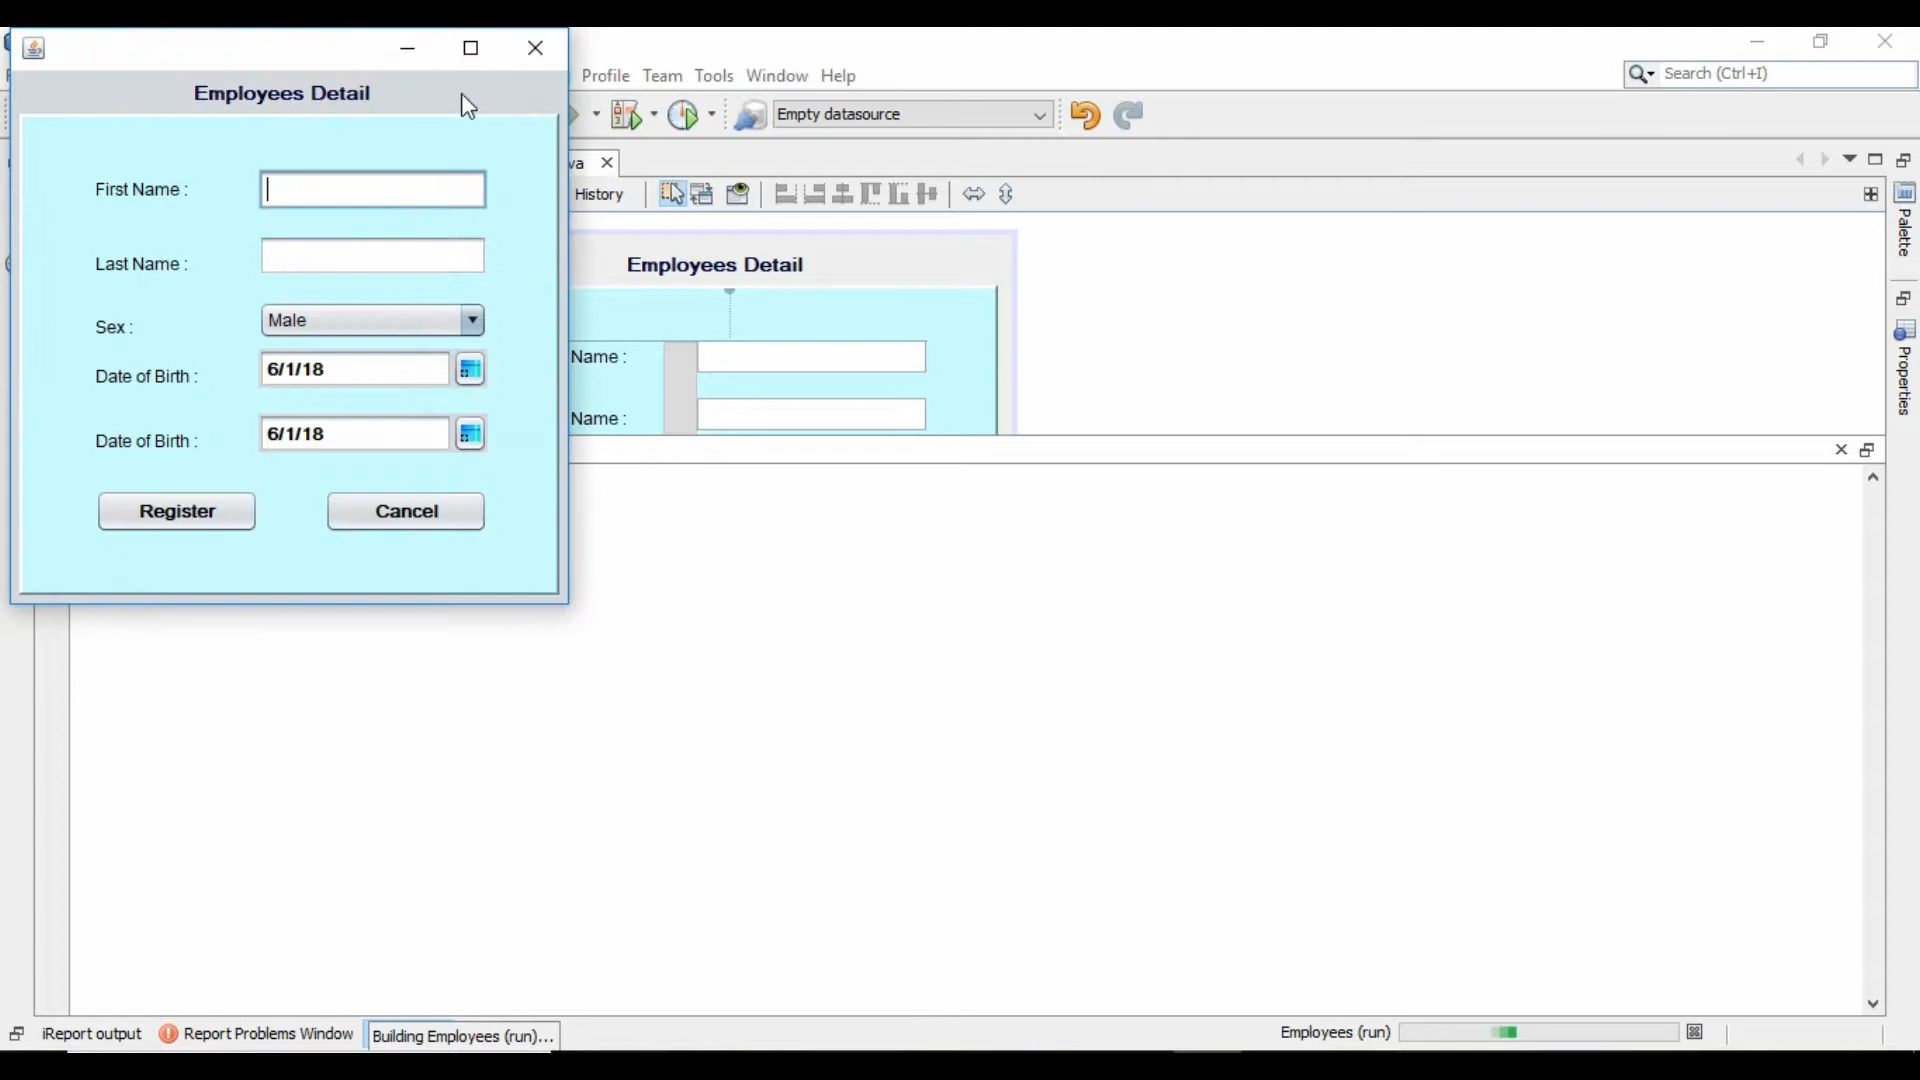 Profile Team Tools Window Help
Search (Ctrl+I)
Employees Detail
Empty datasource
va
History
First Name :
Last Name :
Sex :
Male
Date of Birth :
6/1/18
Date of Birth :
6/1/18
Register
Cancel
Employees Detail
Name :
Name :
Palette
Properties
iReport output
Report Problems Window
Building Employees (run)...
Employees (run)